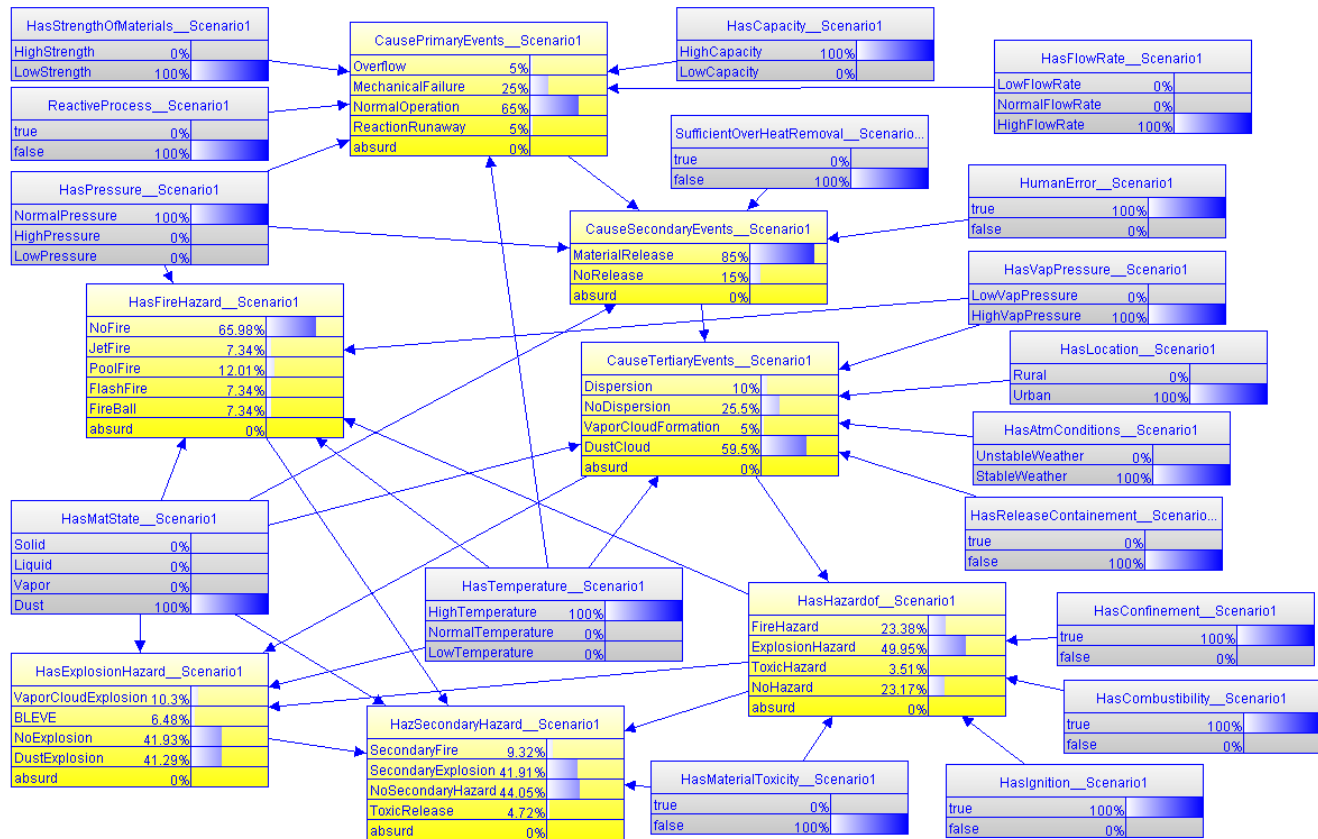 HasStrengthOfMaterials__Scenario1
HighStrength 0%
LowStrength 100%
CausePrimaryEvents__Scenario1
Overflow 5%
MechanicalFailure 25%
NormalOperation 65%
ReactionRunaway 5%
absurd 0%
HasCapacity__Scenario1
HighCapacity 100%
LowCapacity 0%
HasFlowRate__Scenario1
LowFlowRate 0%
NormalFlowRate 0%
HighFlowRate 100%
ReactiveProcess__Scenario1
true 0%
false 100%
SufficientOverHeatRemoval__Scenario...
true 0%
false 100%
HasPressure__Scenario1
NormalPressure 100%
HighPressure 0%
LowPressure 0%
HumanError__Scenario1
true 100%
false 0%
CauseSecondaryEvents__Scenario1
MaterialRelease 85%
NoRelease 15%
absurd 0%
HasVapPressure__Scenario1
LowVapPressure 0%
HighVapPressure 100%
HasFireHazard__Scenario1
NoFire 65.98%
JetFire 7.34%
PoolFire 12.01%
FlashFire 7.34%
FireBall 7.34%
absurd 0%
CauseTertiaryEvents__Scenario1
Dispersion 10%
NoDispersion 25.5%
VaporCloudFormation 5%
DustCloud 59.5%
absurd 0%
HasLocation__Scenario1
Rural 0%
Urban 100%
HasAtmConditions__Scenario1
UnstableWeather 0%
StableWeather 100%
HasMatState__Scenario1
Solid 0%
Liquid 0%
Vapor 0%
Dust 100%
HasReleaseContainement__Scenario...
true 0%
false 100%
HasTemperature__Scenario1
HighTemperature 100%
NormalTemperature 0%
LowTemperature 0%
HasHazardof__Scenario1
FireHazard 23.38%
ExplosionHazard 49.95%
ToxicHazard 3.51%
NoHazard 23.17%
absurd 0%
HasConfinement__Scenario1
true 100%
false 0%
HasExplosionHazard__Scenario1
VaporCloudExplosion 10.3%
BLEVE 6.48%
NoExplosion 41.93%
DustExplosion 41.29%
absurd 0%
HasCombustibility__Scenario1
true 100%
false 0%
HazSecondaryHazard__Scenario1
SecondaryFire 9.32%
SecondaryExplosion 41.91%
NoSecondaryHazard 44.05%
ToxicRelease 4.72%
absurd 0%
HasMaterialToxicity__Scenario1
true 0%
false 100%
HasIgnition__Scenario1
true 100%
false 0%